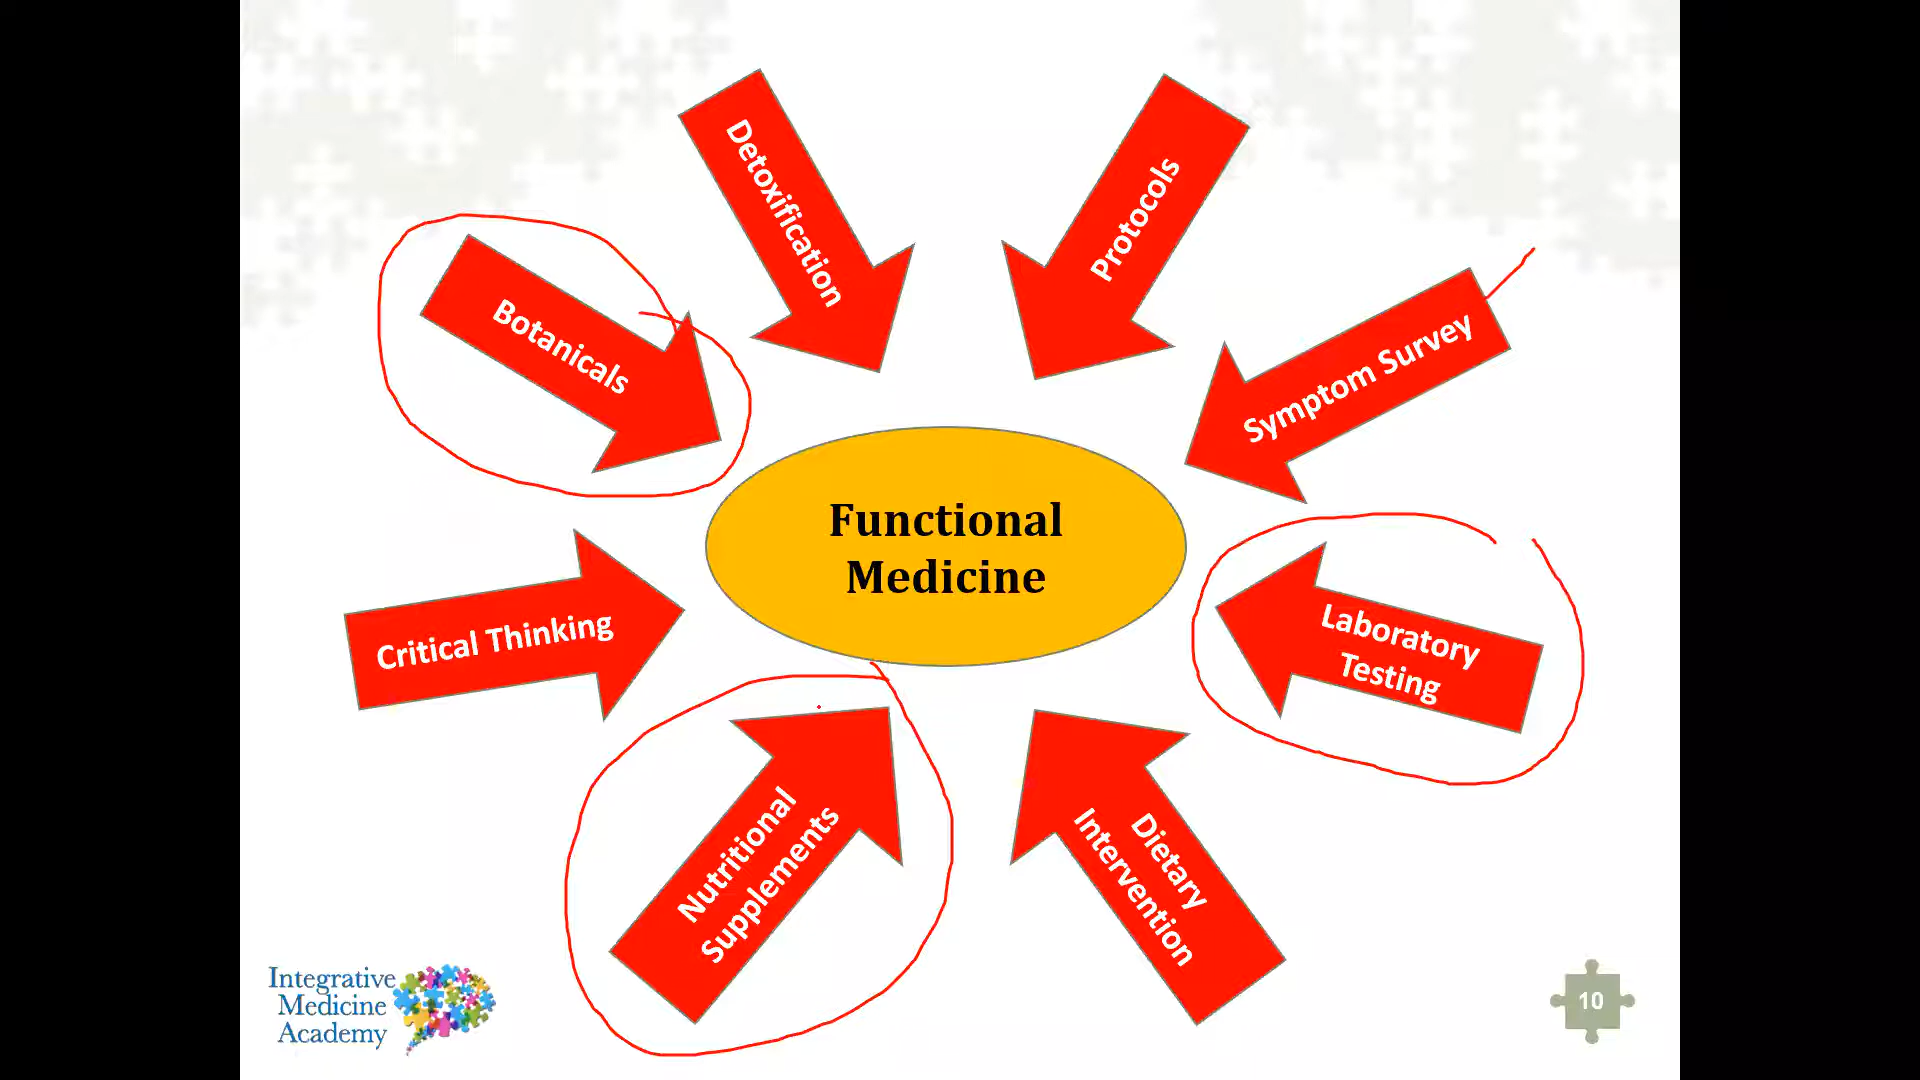 Detoxification
Protocols
Botanicals
Symptom Survey
Functional
Medicine
Critical Thinking
Laboratory
Testing
Nutritional
Supplements
Dietary
Intervention
Integrative
Medicine
Academy
10